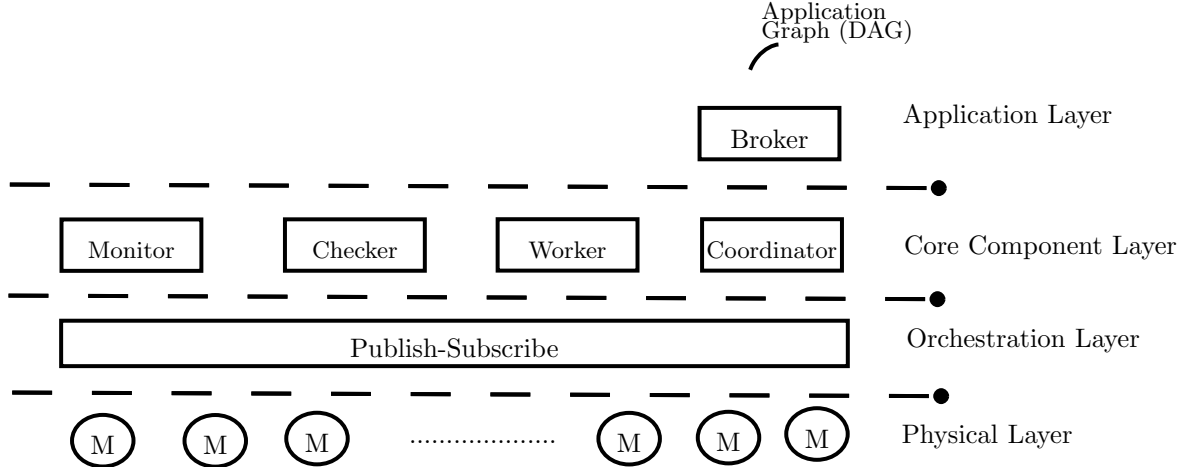 Application
Graph (DAG)
Broker
Application Layer
Monitor
Checker
Worker
Coordinator
Core Component Layer
Publish-Subscribe
Orchestration Layer
M
M
M
.........................
M
M
M
Physical Layer